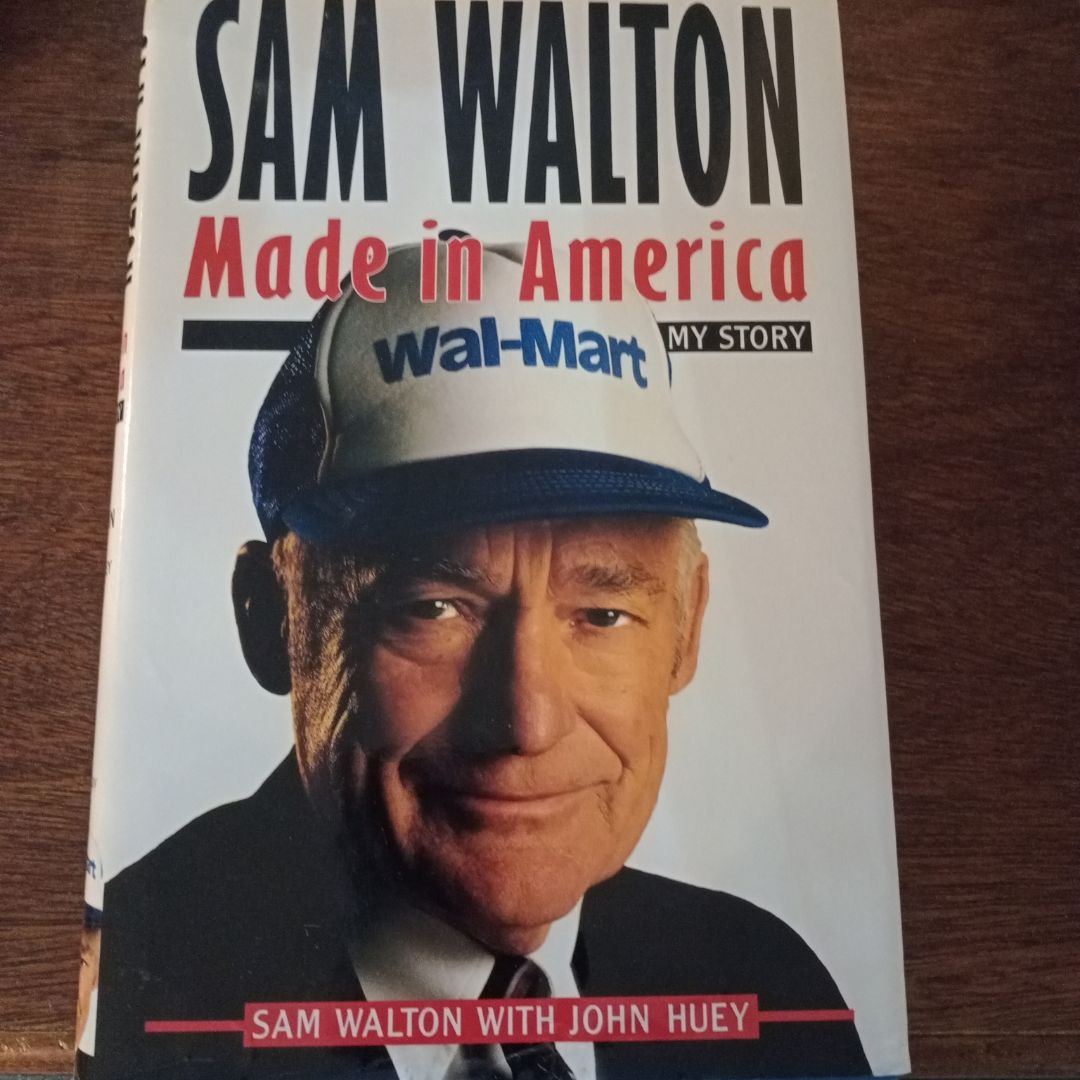 SAM WALTON
Made in America
MY STORY
Wal-Mart
SAM WALTON WITH JOHN HUEY